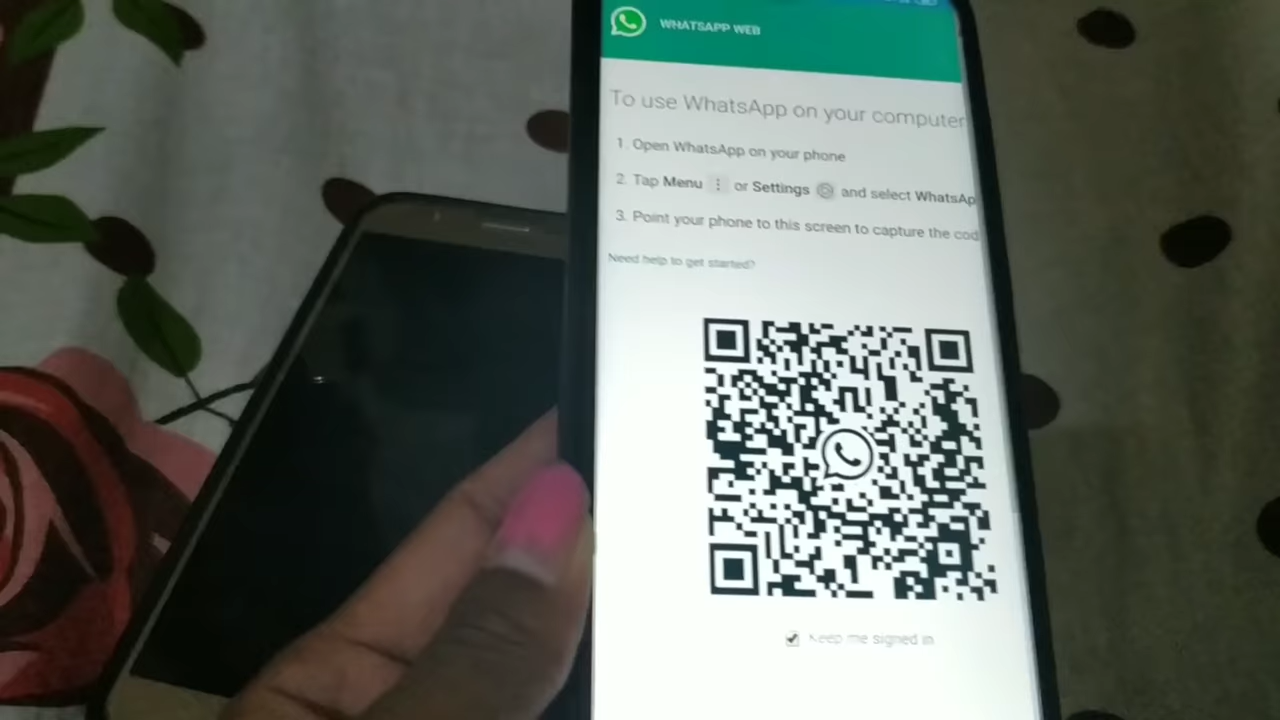 WHATSAPP WEB
To use WhatsApp on your computer
1. Open WhatsApp on your phone
2. Tap Menu or Settings and select WhatsAp
3. Point your phone to this screen to capture the cod
Need help to get started?
Keep me signed in